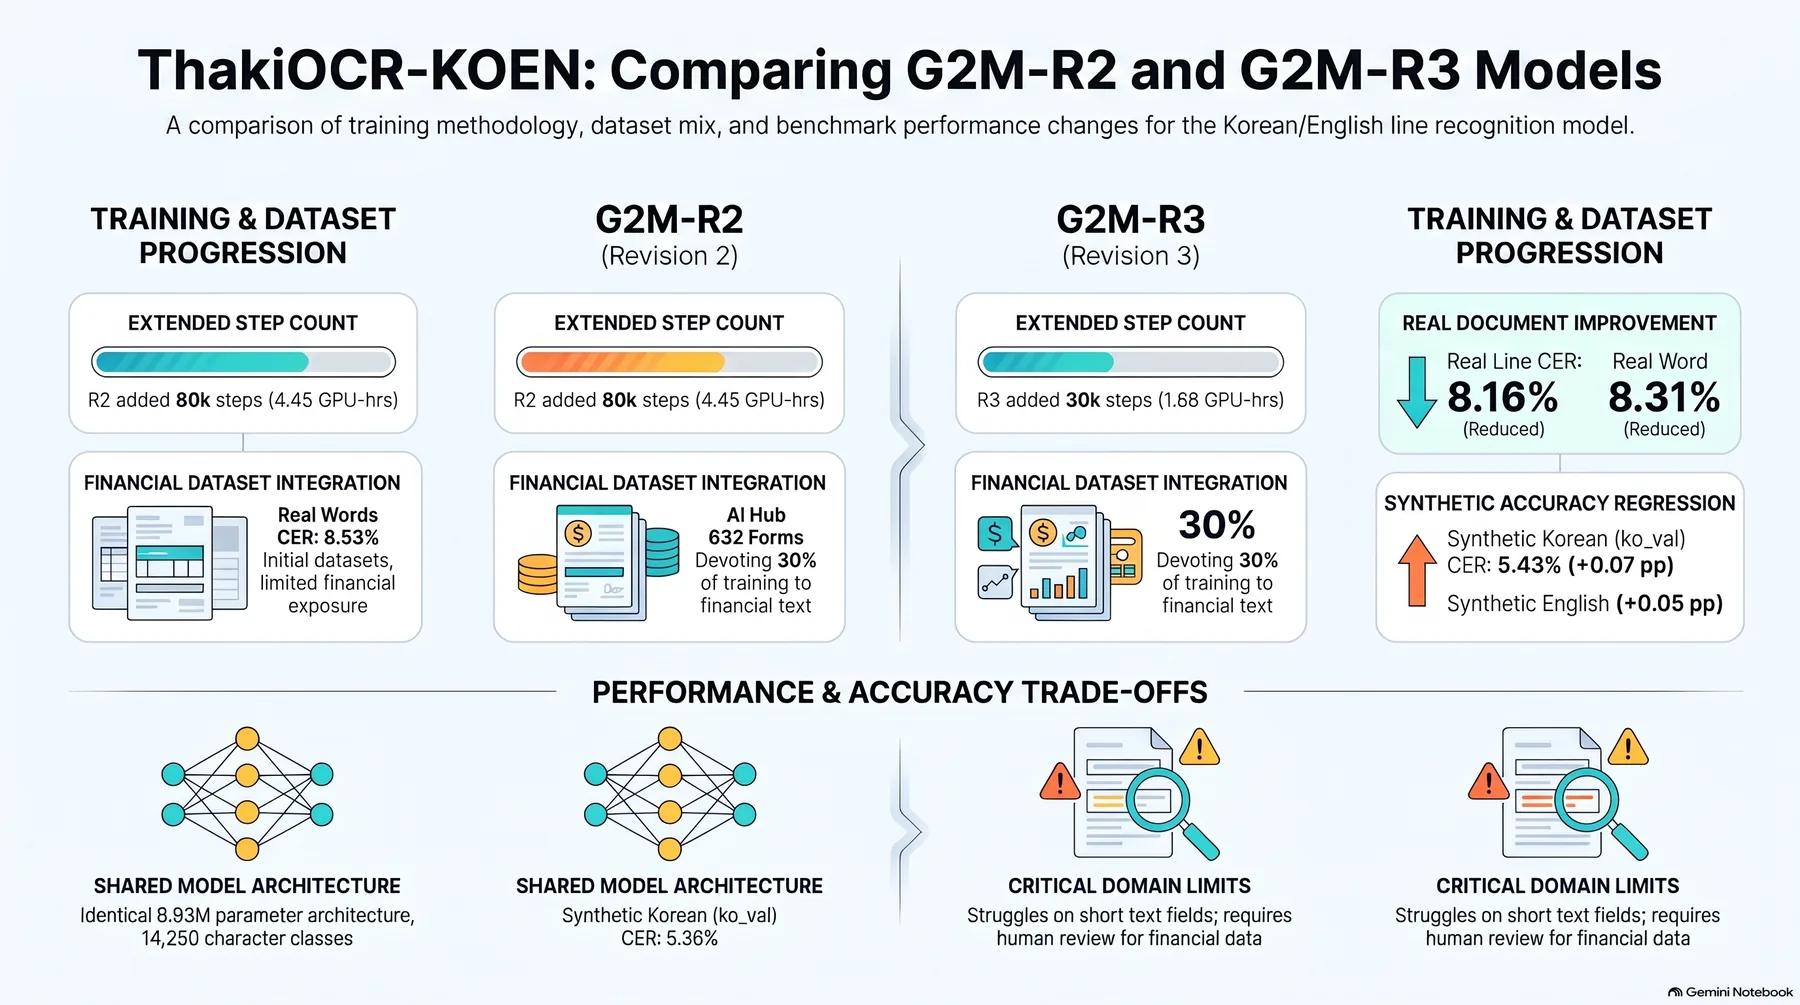 ThakiOCR-KOEN: Comparing G2M-R2 and G2M-R3 Models
A comparison of training methodology, dataset mix, and benchmark performance changes for the Korean/English line recognition model.
TRAINING & DATASET
PROGRESSION
EXTENDED STEP COUNT
R2 added 80k steps (4.45 GPU-hrs)
FINANCIAL DATASET INTEGRATION
Real Words
CER: 8.53%
Initial datasets,
limited financial
exposure
G2M-R2
(Revision 2)
EXTENDED STEP COUNT
R2 added 80k steps (4.45 GPU-hrs)
FINANCIAL DATASET INTEGRATION
$
AI Hub
632 Forms
Devoting 30%
of training to
financial text
G2M-R3
(Revision 3)
EXTENDED STEP COUNT
R3 added 30k steps (1.68 GPU-hrs)
FINANCIAL DATASET INTEGRATION
$
$
30%
Devoting 30%
of training to
financial text
TRAINING & DATASET
PROGRESSION
REAL DOCUMENT IMPROVEMENT
Real Line CER:
8.16%
(Reduced)
Real Word
8.31%
(Reduced)
SYNTHETIC ACCURACY REGRESSION
Synthetic Korean (ko_val)
CER: 5.43% (+0.07 pp)
Synthetic English (+0.05 pp)
PERFORMANCE & ACCURACY TRADE-OFFS
SHARED MODEL ARCHITECTURE
Identical 8.93M parameter architecture,
14,250 character classes
SHARED MODEL ARCHITECTURE
Synthetic Korean (ko_val)
CER: 5.36%
!
!
CRITICAL DOMAIN LIMITS
Struggles on short text fields; requires
human review for financial data
!
!
CRITICAL DOMAIN LIMITS
Struggles on short text fields; requires
human review for financial data
Gemini Notebook